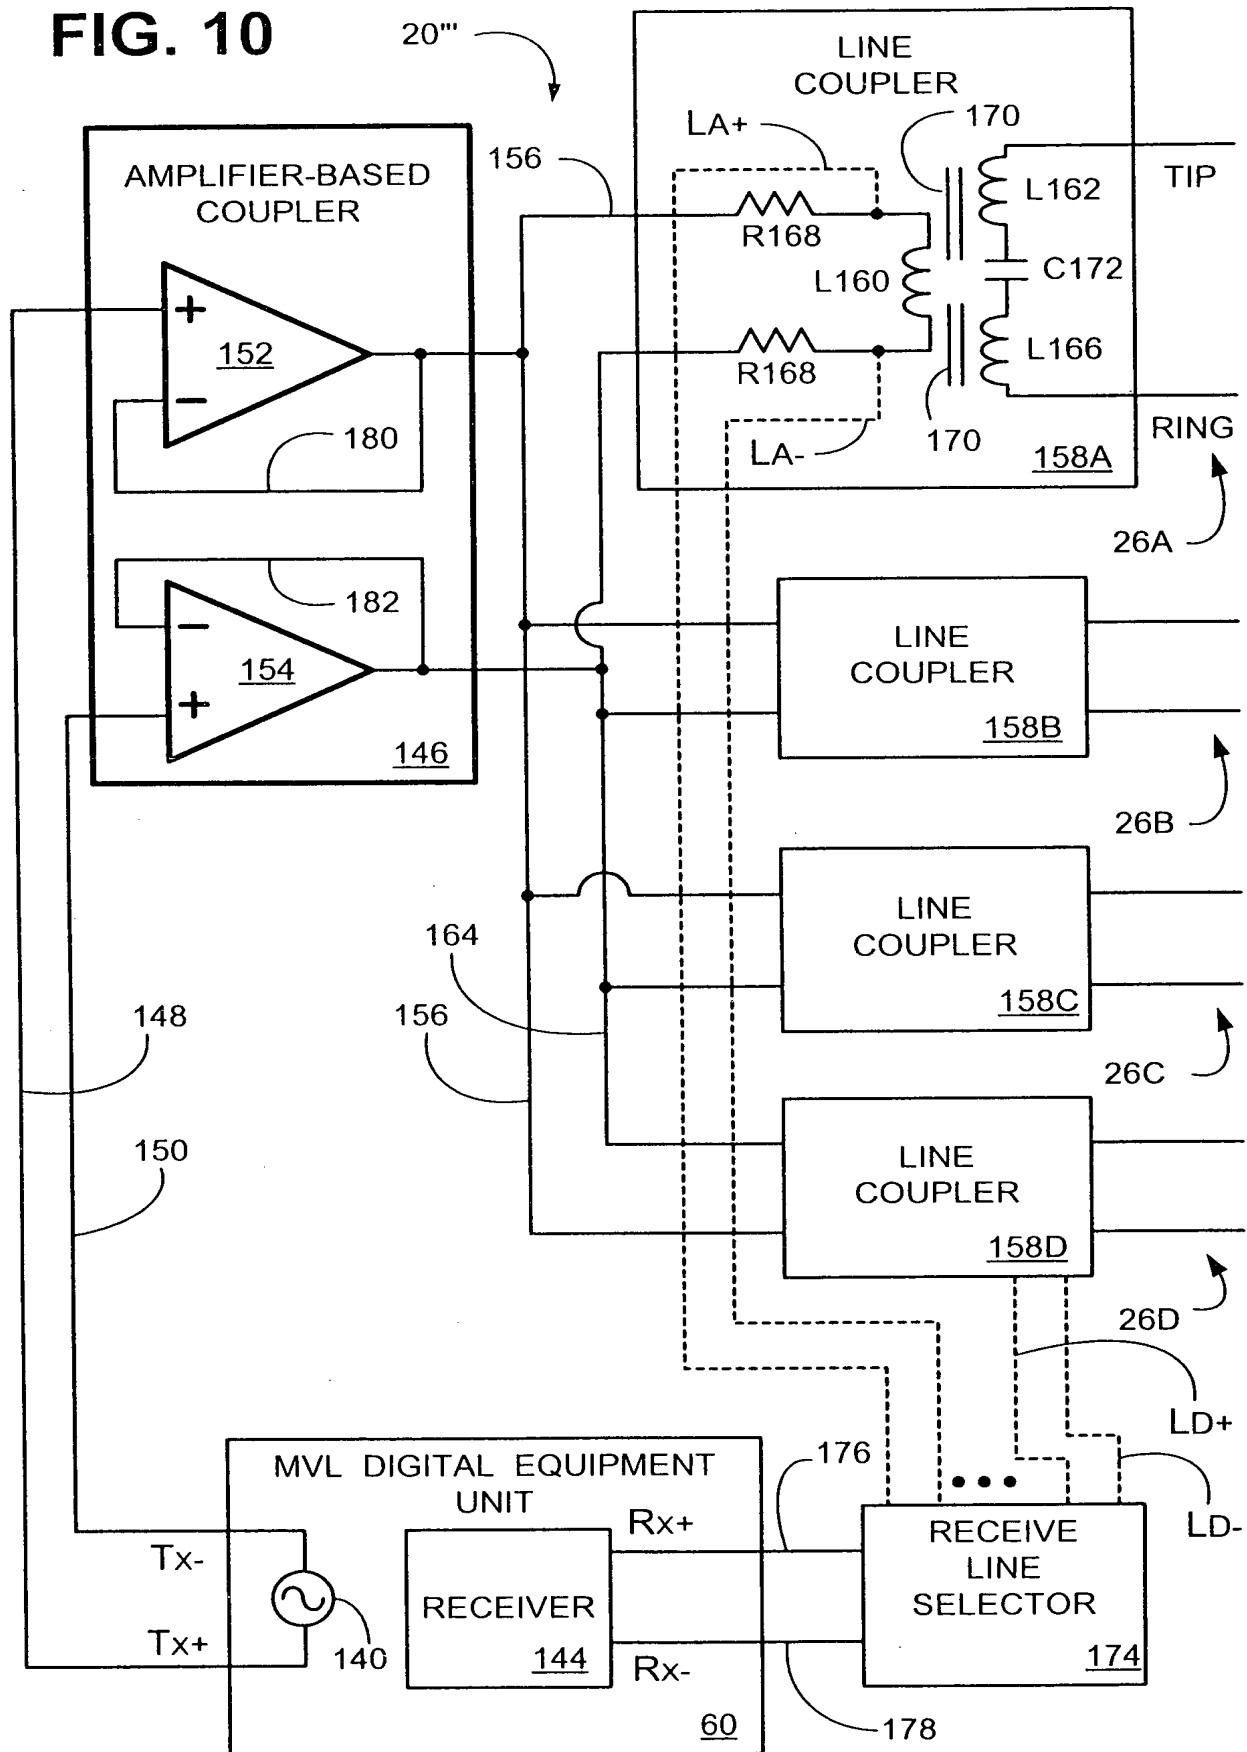 FIG. 10
20'''
LINE
COUPLER
LA+
170
AMPLIFIER-BASED
COUPLER
156
TIP
L162
R168
L160
C172
+
152
−
R168
L166
180
LA-
170
RING
158A
26A
182
−
154
+
146
LINE
COUPLER
158B
26B
LINE
COUPLER
158C
164
156
148
26C
150
LINE
COUPLER
158D
26D
LD+
LD-
MVL DIGITAL EQUIPMENT
UNIT
176
Rx+
Tx-
RECEIVER
144
RECEIVE
LINE
SELECTOR
174
Tx+
140
Rx-
60
178